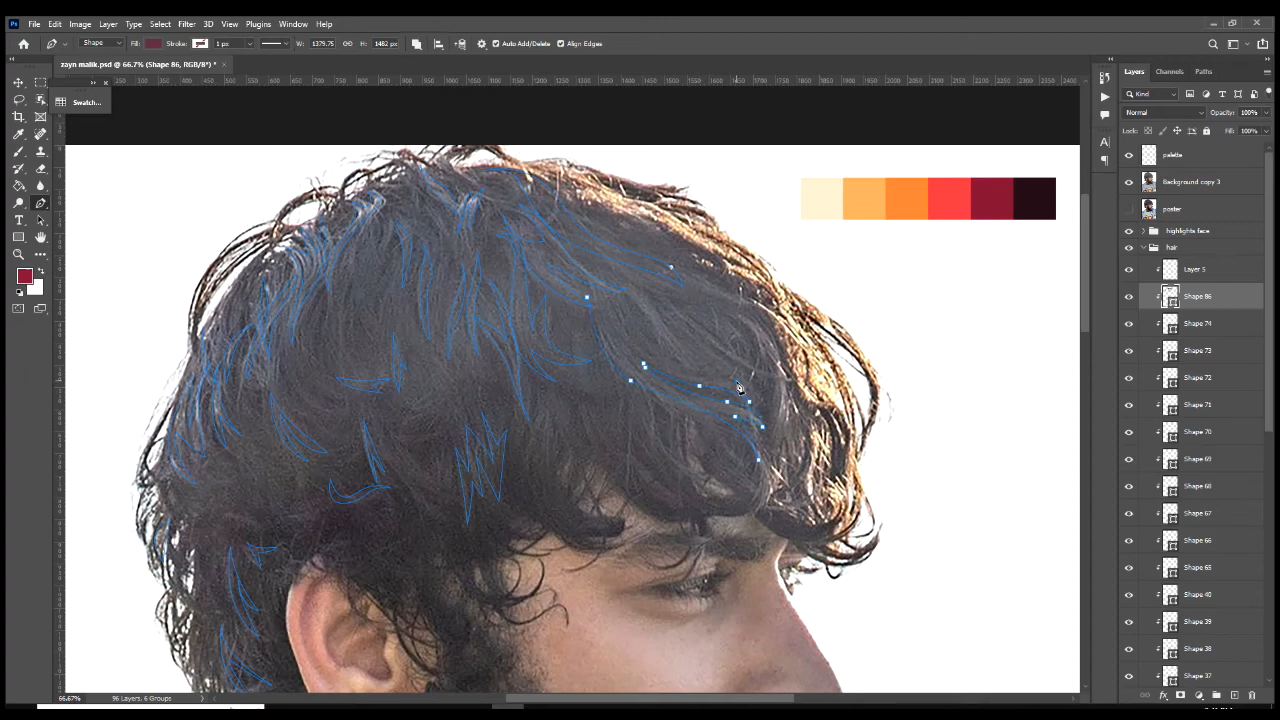 Ps File Edit Image Layer Type Select Filter 3D View Plugins Window Help
Shape Fill: Stroke: 1 px W: 1379.75 H: 1482 px Auto Add/Delete Align Edges
zayn malik.psd @ 66.7% (Shape 86, RGB/8*) *
Swatch...
Layers Channels Paths
Kind
Normal Opacity: 100%
Lock: Fill: 100%
palette
Background copy 3
poster
highlights face
hair
Layer 5
Shape 86
Shape 74
Shape 73
Shape 72
Shape 71
Shape 70
Shape 69
Shape 68
Shape 67
Shape 66
Shape 65
Shape 40
Shape 39
Shape 38
Shape 37
66.67% 96 Layers, 6 Groups